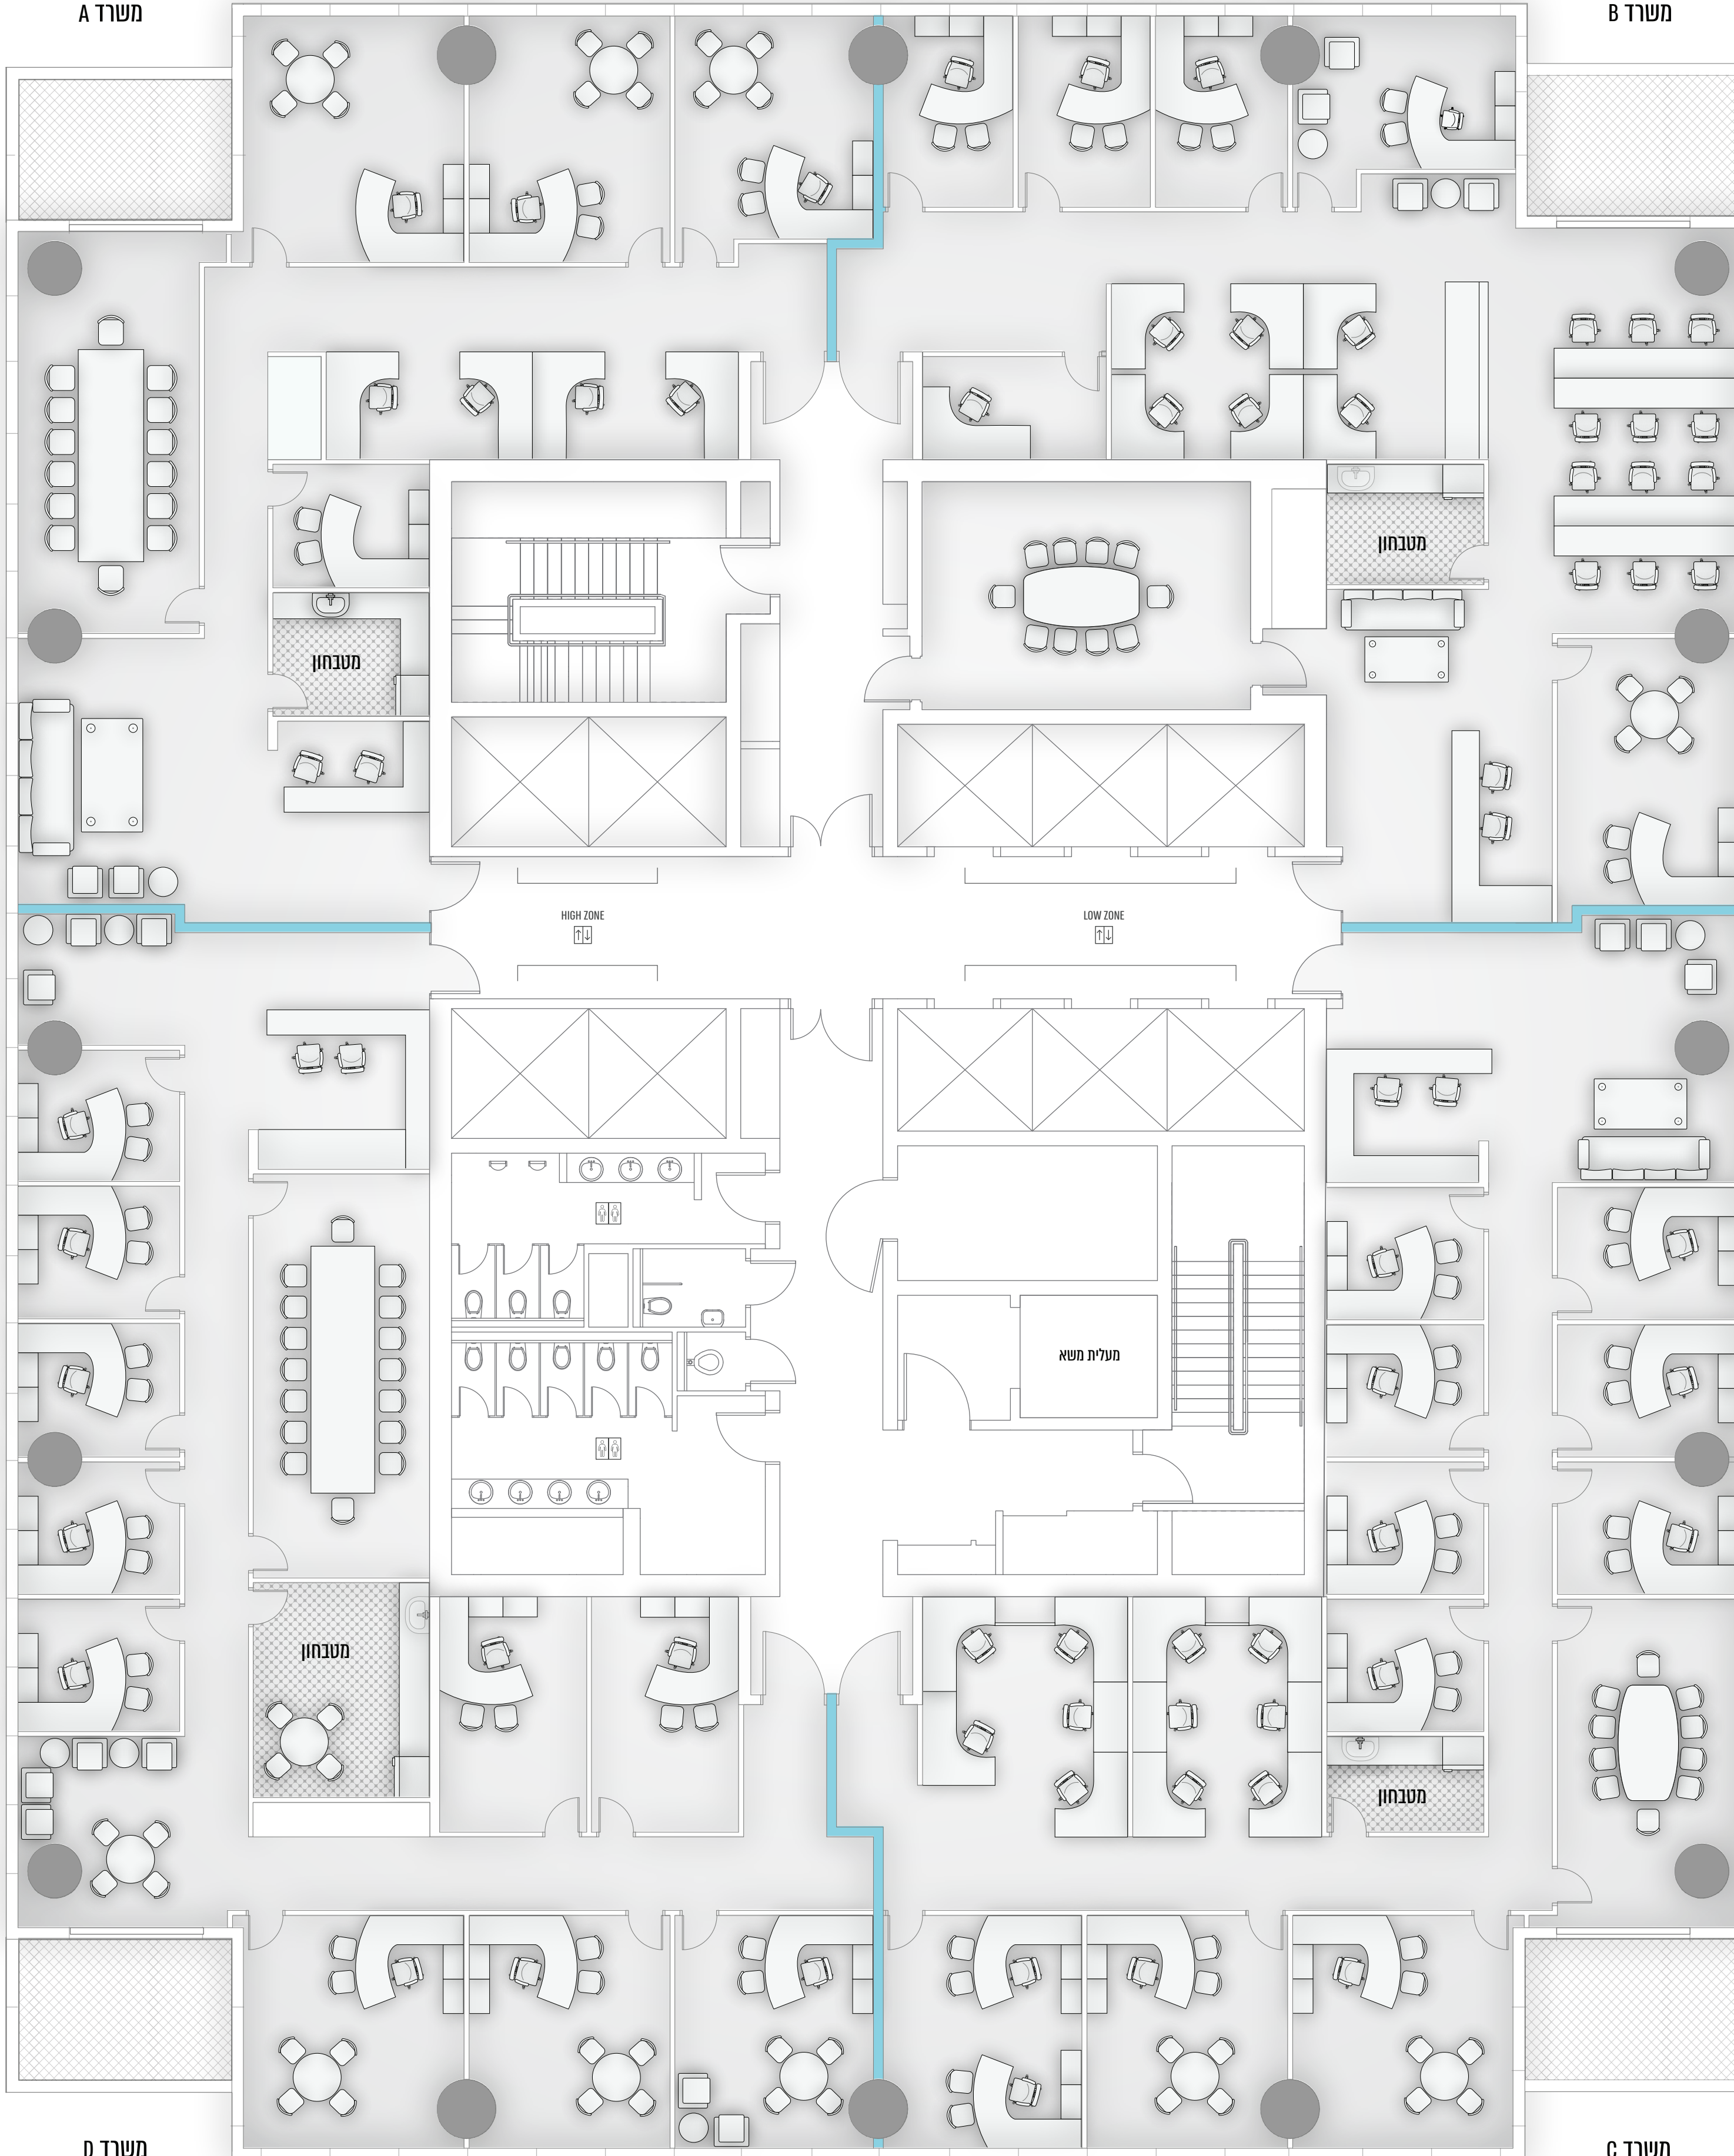 משרד A
משרד B
מטבחון
מטבחון
HIGH ZONE
LOW ZONE
מעלית משא
מטבחון
מטבחון
משרד D
משרד C